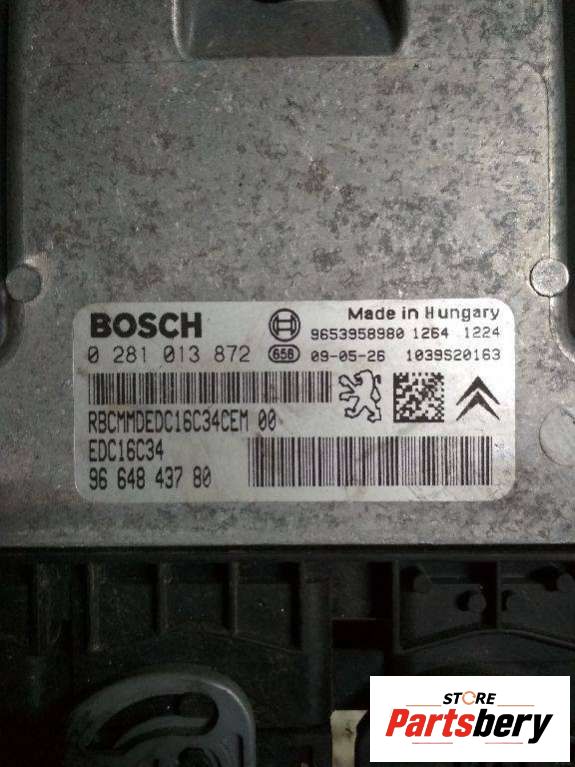 BOSCH
Made in Hungary
9653958980 1264 1224
0 281 013 872
656 09-05-26 1039S20163
RBCMMDEDC16C34CEM 00
EDC16C34
96 648 437 80
STORE
Partsbery